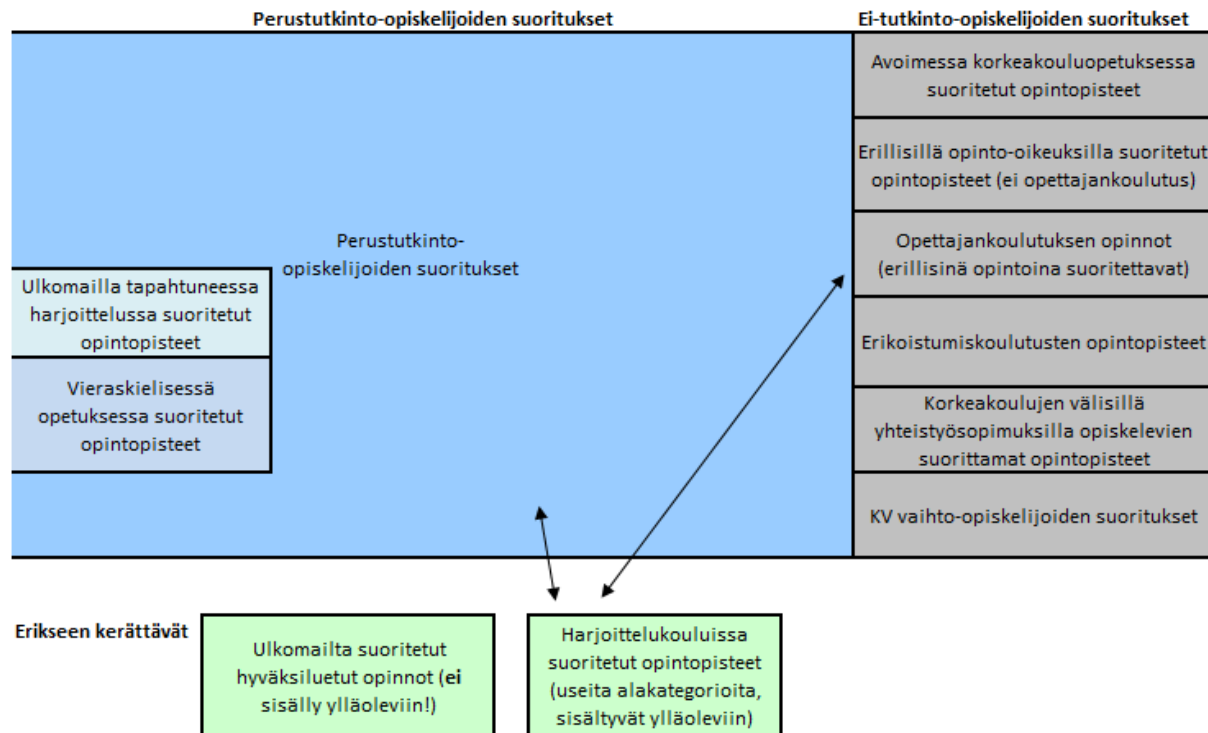 Perustutkinto-opiskelijoiden suoritukset
Ei-tutkinto-opiskelijoiden suoritukset
Perustutkinto-
opiskelijoiden suoritukset
Ulkomailla tapahtuneessa
harjoittelussa suoritetut
opintopisteet
Vieraskielisessä
opetuksessa suoritetut
opintopisteet
Avoimessa korkeakouluopetuksessa
suoritetut opintopisteet
Erillisillä opinto-oikeuksilla suoritetut
opintopisteet (ei opettajankoulutus)
Opettajankoulutuksen opinnot
(erillisinä opintoina suoritettavat)
Erikoistumiskoulutusten opintopisteet
Korkeakoulujen välisillä
yhteistyösopimuksilla opiskelevien
suorittamat opintopisteet
KV vaihto-opiskelijoiden suoritukset
Erikseen kerättävät
Ulkomailta suoritetut
hyväksiluetut opinnot (ei
sisälly ylläoleviin!)
Harjoittelukouluissa
suoritetut opintopisteet
(useita alakategorioita,
sisältyvät ylläoleviin)